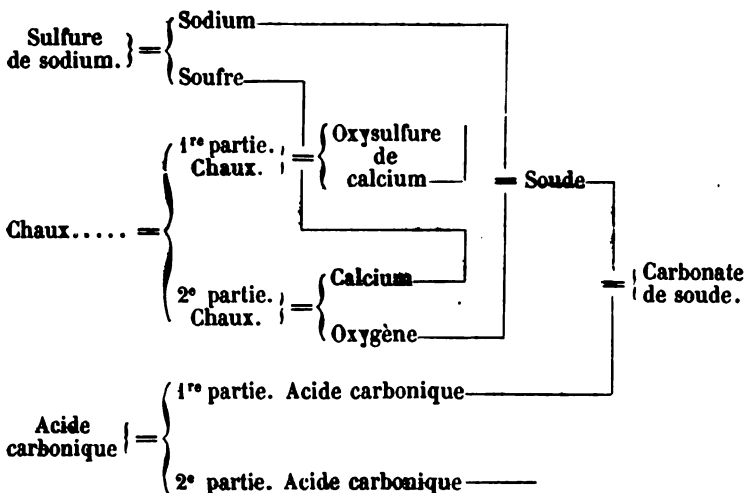 Sulfure
de sodium.
=
Sodium
Soufre
Chaux.....
=
1re partie.
Chaux.
=
Oxysulfure
de
calcium
2e partie.
Chaux.
=
Calcium
Oxygène
= Soude
=
Carbonate
de soude.
Acide
carbonique
=
1re partie. Acide carbonique
2e partie. Acide carbonique